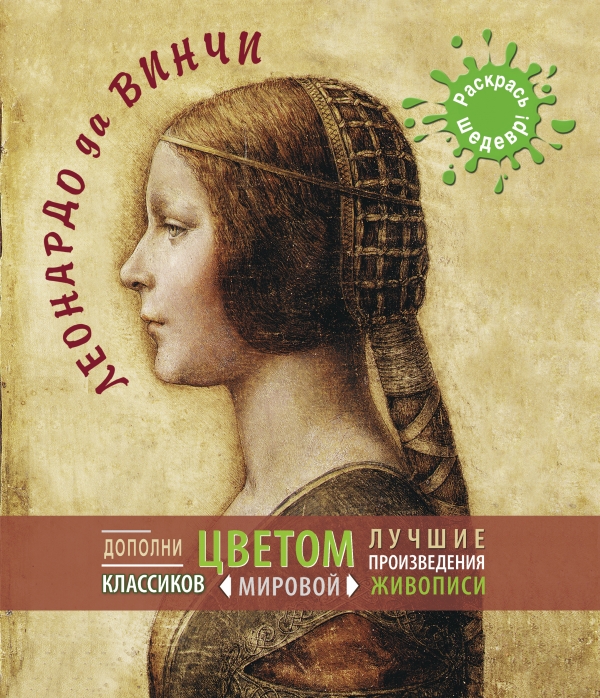 ЛЕОНАРДО да ВИНЧИ
Раскрась
шедевр!
ДОПОЛНИ ЦВЕТОМ ЛУЧШИЕ
ПРОИЗВЕДЕНИЯ
КЛАССИКОВ МИРОВОЙ ЖИВОПИСИ